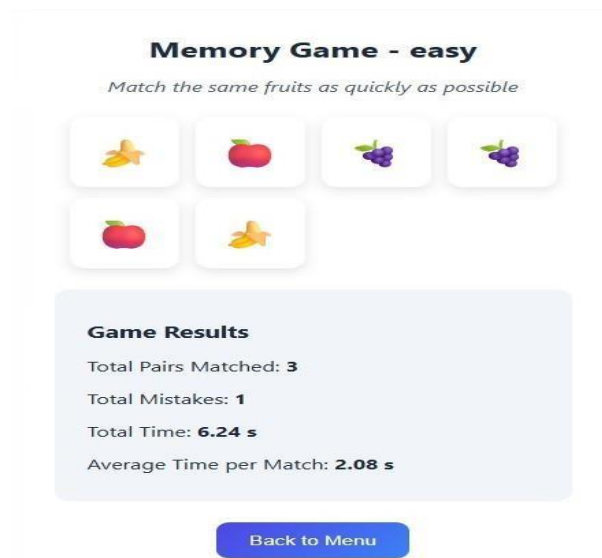 Memory Game - easy
Match the same fruits as quickly as possible
Game Results
Total Pairs Matched: 3
Total Mistakes: 1
Total Time: 6.24 s
Average Time per Match: 2.08 s
Back to Menu